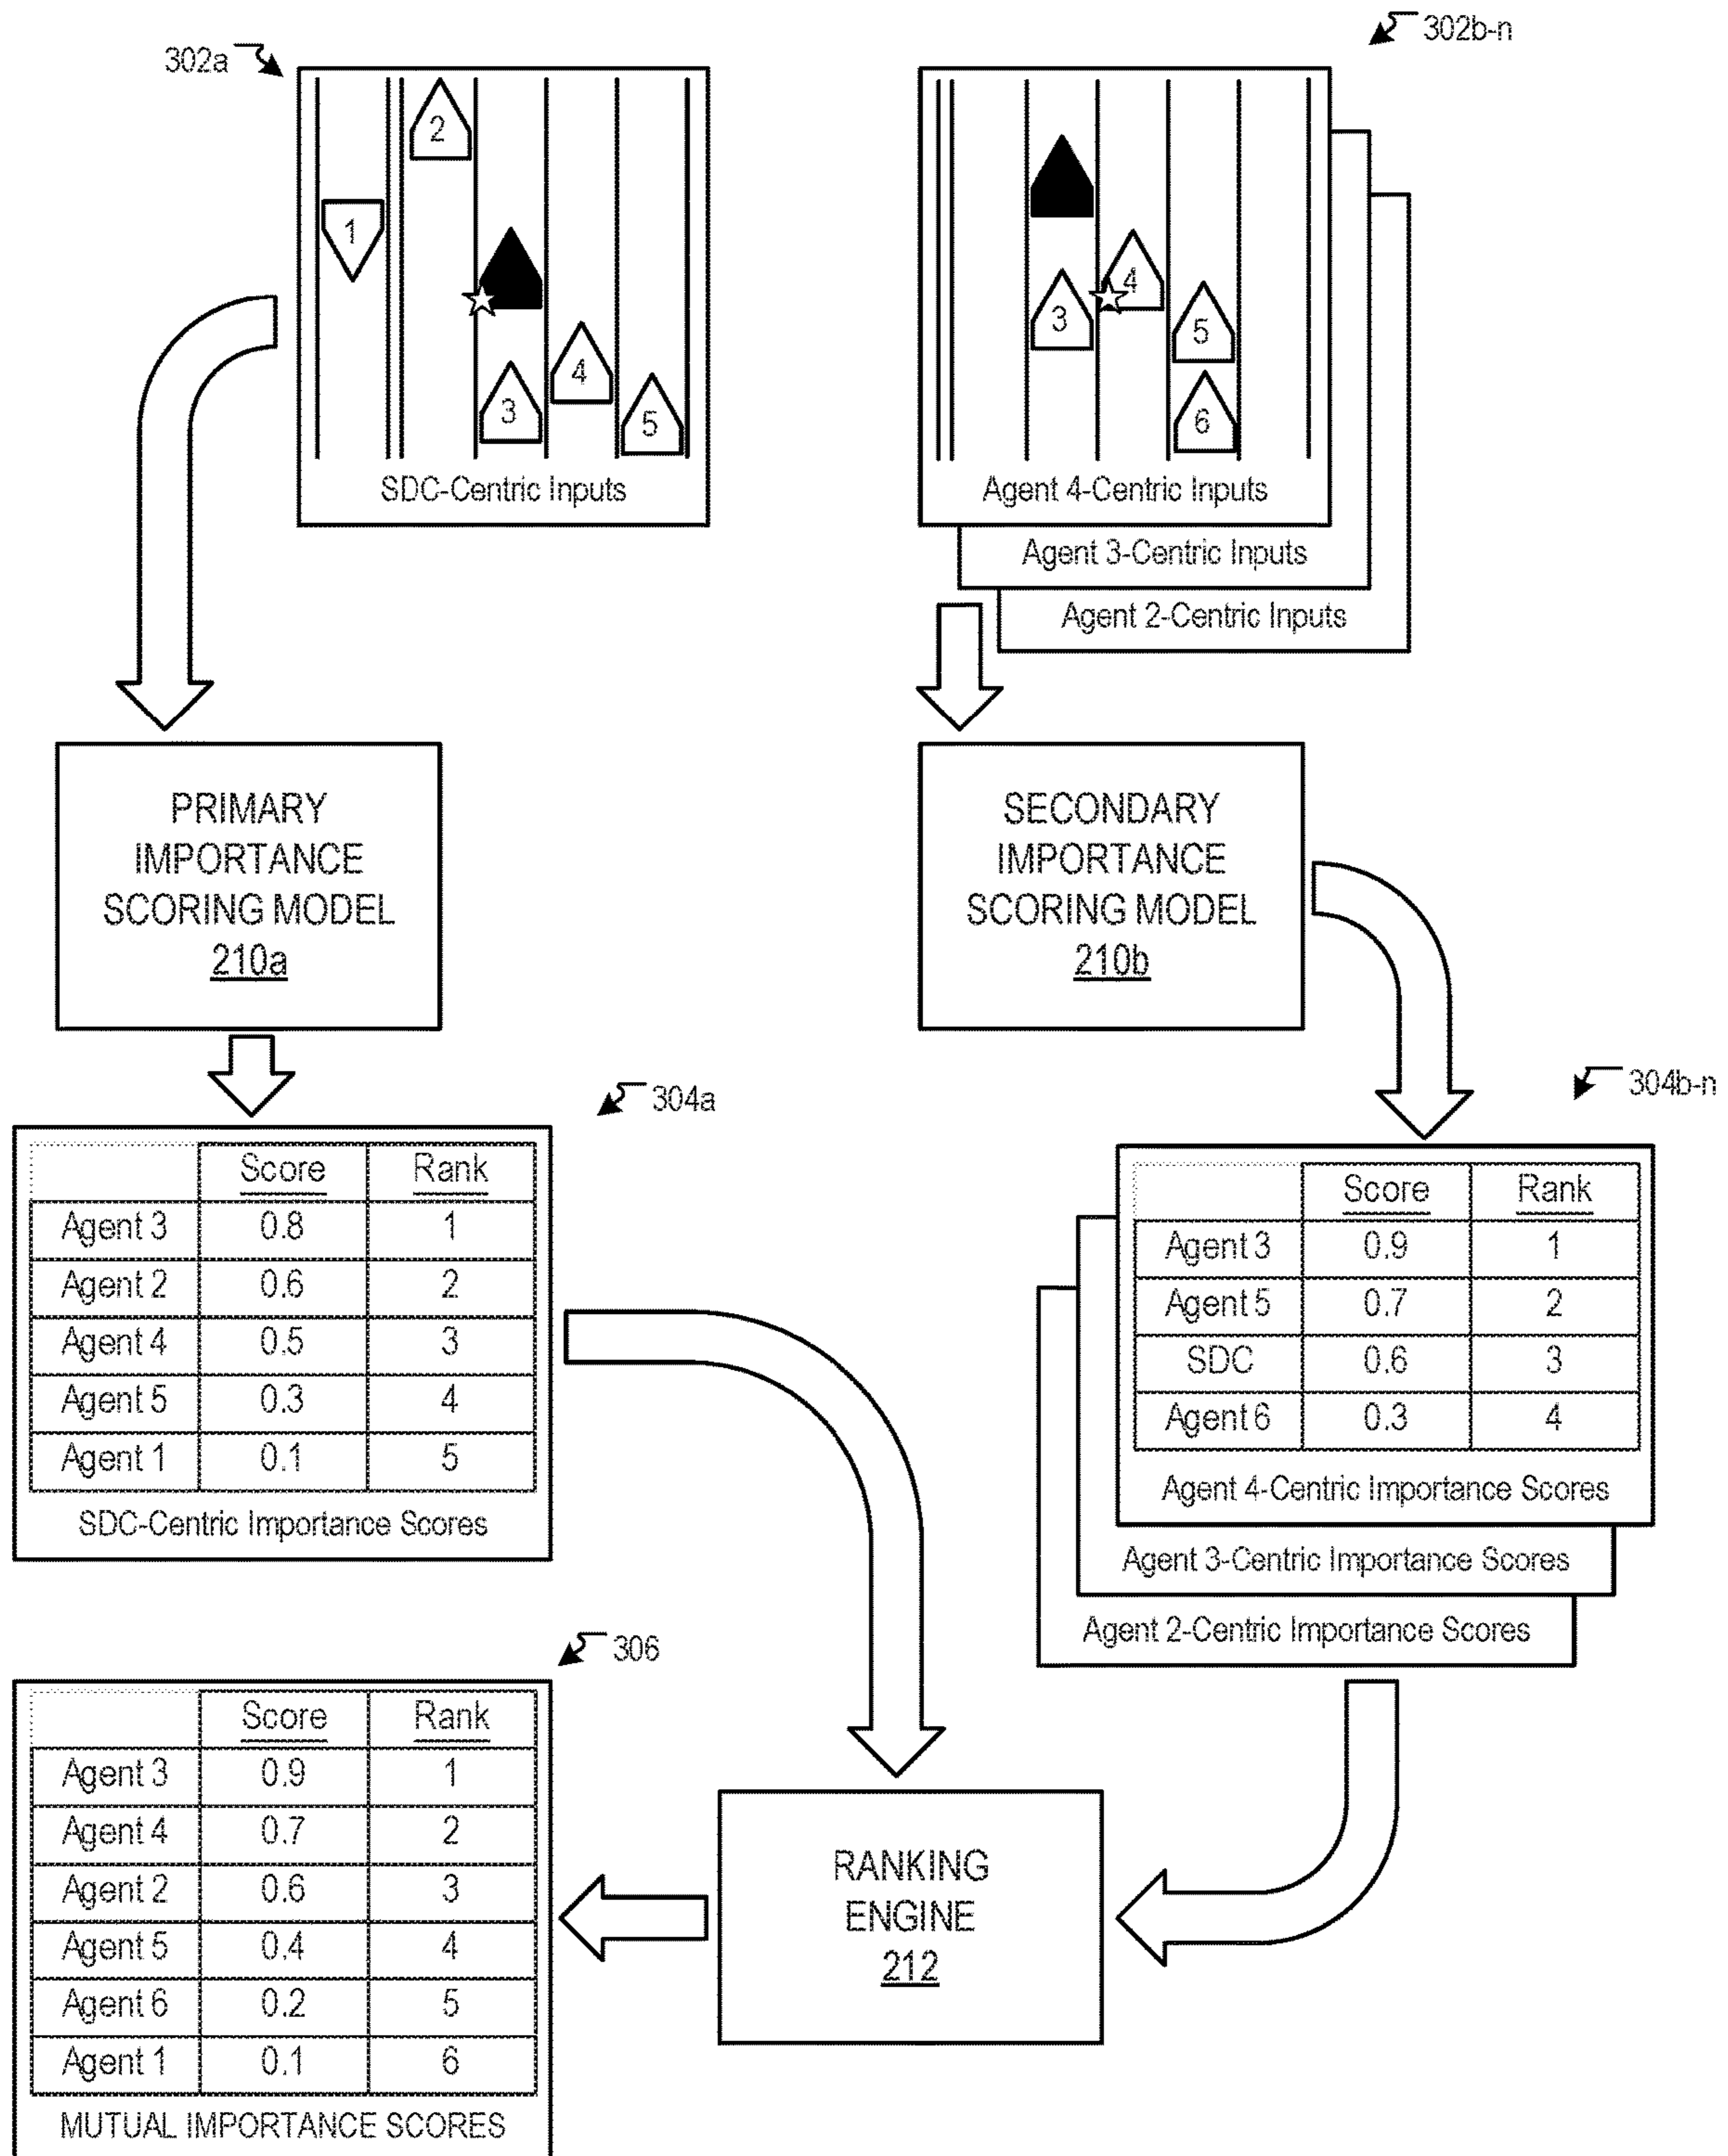 302a
302b-n
2
1
3
4
5
SDC-Centric Inputs
3
4
5
6
Agent 4-Centric Inputs
Agent 3-Centric Inputs
Agent 2-Centric Inputs
PRIMARY
IMPORTANCE
SCORING MODEL
210a
SECONDARY
IMPORTANCE
SCORING MODEL
210b
304a
Score Rank
Agent 3 0.8 1
Agent 2 0.6 2
Agent 4 0.5 3
Agent 5 0.3 4
Agent 1 0.1 5
SDC-Centric Importance Scores
304b-n
Score Rank
Agent 3 0.9 1
Agent 5 0.7 2
SDC 0.6 3
Agent 6 0.3 4
Agent 4-Centric Importance Scores
Agent 3-Centric Importance Scores
Agent 2-Centric Importance Scores
306
Score Rank
Agent 3 0.9 1
Agent 4 0.7 2
Agent 2 0.6 3
Agent 5 0.4 4
Agent 6 0.2 5
Agent 1 0.1 6
MUTUAL IMPORTANCE SCORES
RANKING
ENGINE
212